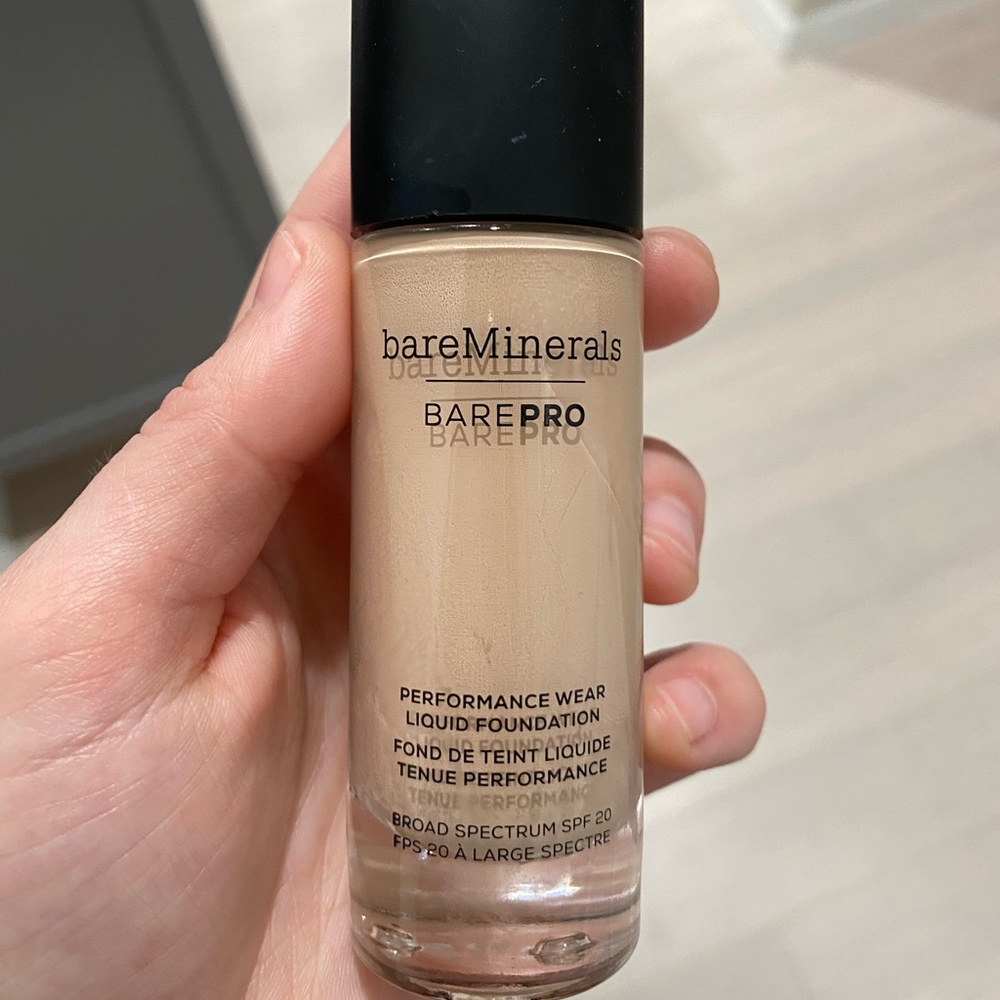 bareMinerals
BAREPRO
PERFORMANCE WEAR
LIQUID FOUNDATION
FOND DE TEINT LIQUIDE
TENUE PERFORMANCE
BROAD SPECTRUM SPF 20
FPS 20 À LARGE SPECTRE